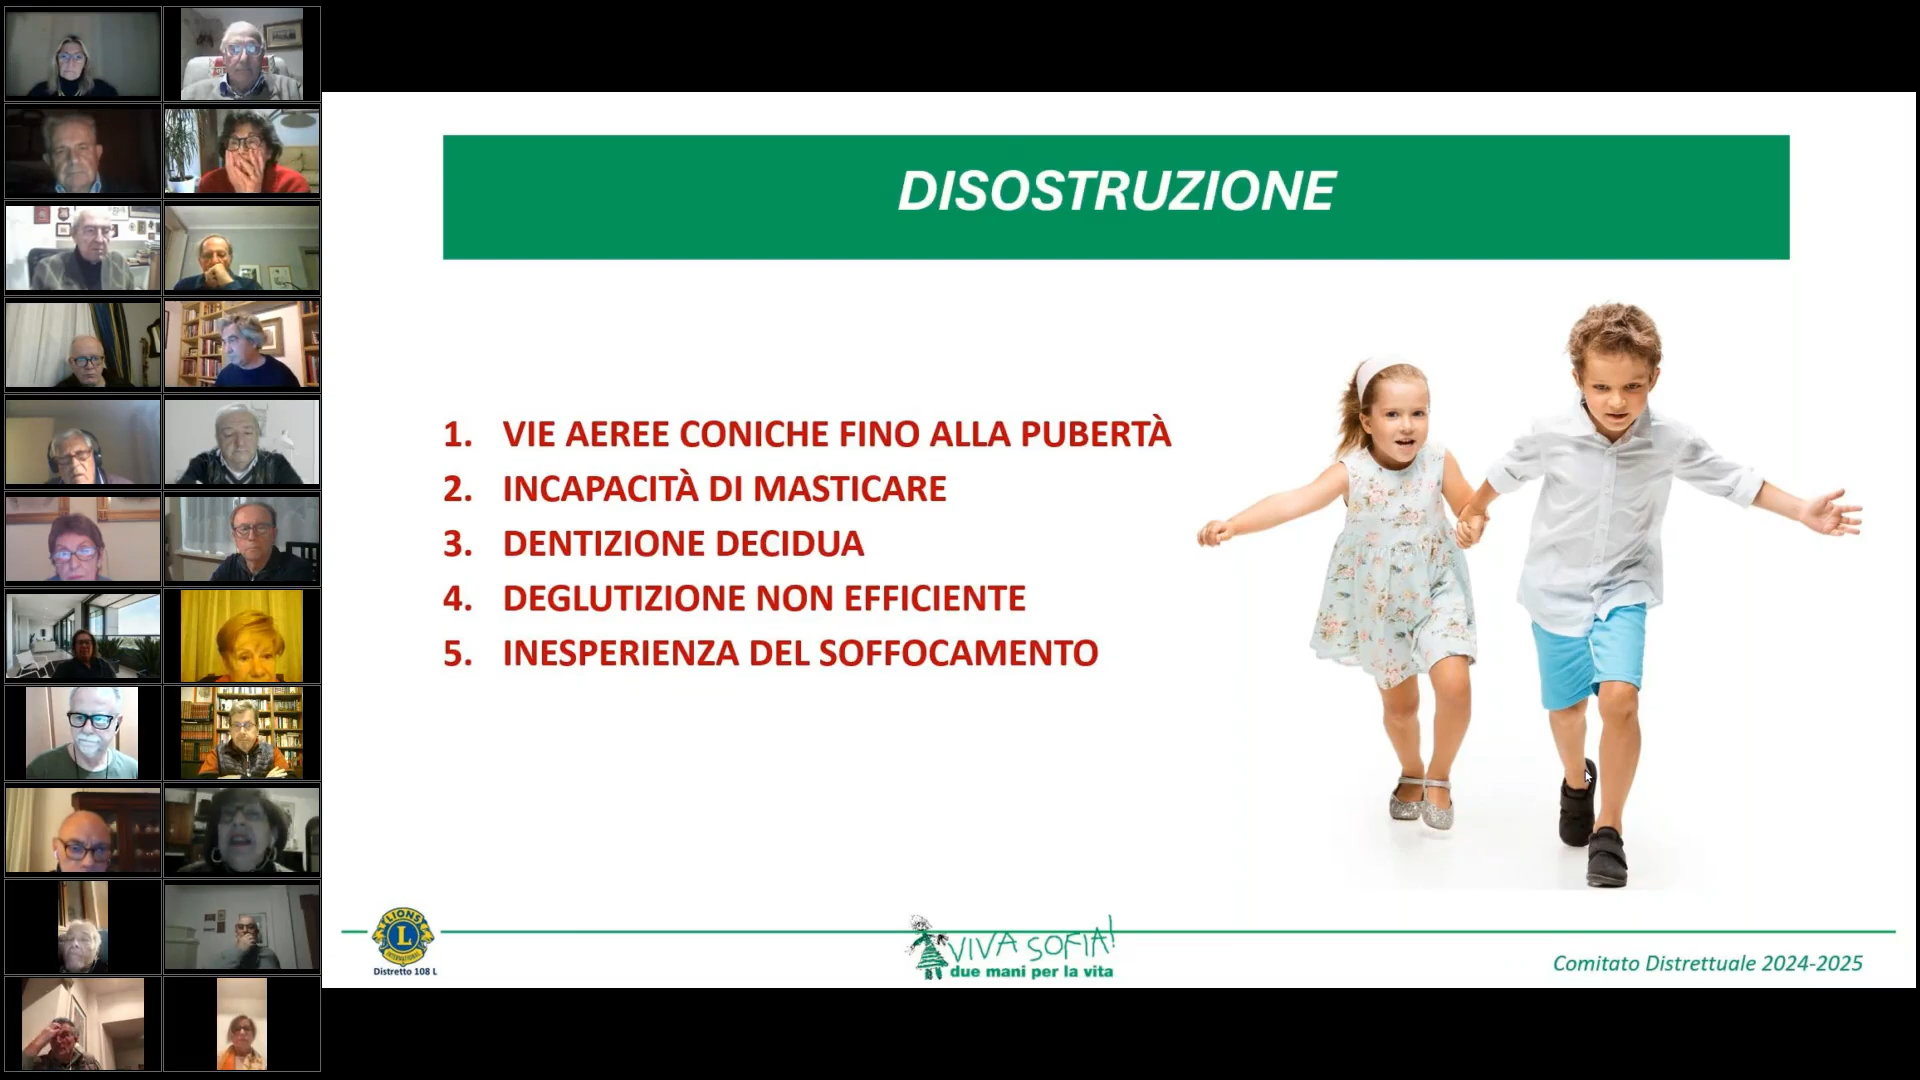 DISOSTRUZIONE
1. VIE AEREE CONICHE FINO ALLA PUBERTÀ
2. INCAPACITÀ DI MASTICARE
3. DENTIZIONE DECIDUA
4. DEGLUTIZIONE NON EFFICIENTE
5. INESPERIENZA DEL SOFFOCAMENTO
LIONS
L
INTERNATIONAL
Distretto 108 L
VIVA SOFIA!
due mani per la vita
Comitato Distrettuale 2024-2025